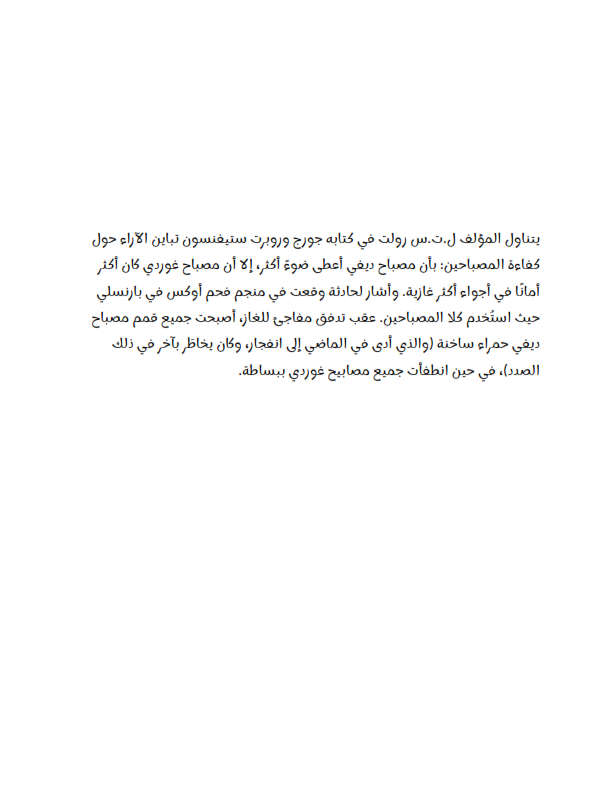 يتناول المؤلف ل.ت.س رولت في كتابه جورج وروبرت ستيفنسون تباين الآراء حول
كفاءة المصباحين: بأن مصباح ديفي أعطى ضوءً أكثر، إلا أن مصباح غوردي كان أكثر
أمانًا في أجواء أكثر غازية. وأشار لحادثة وقعت في منجم فحم أوكس في بارنسلي
حيث استُخدم كلا المصباحين. عقب تدفق مفاجئ للغاز، أصبحت جميع قمم مصباح
ديفي حمراء ساخنة (والذي أدى في الماضي إلى انفجار، وكان يخاطر بآخر في ذلك
الصدد)، في حين انطفأت جميع مصابيح غوردي ببساطة.